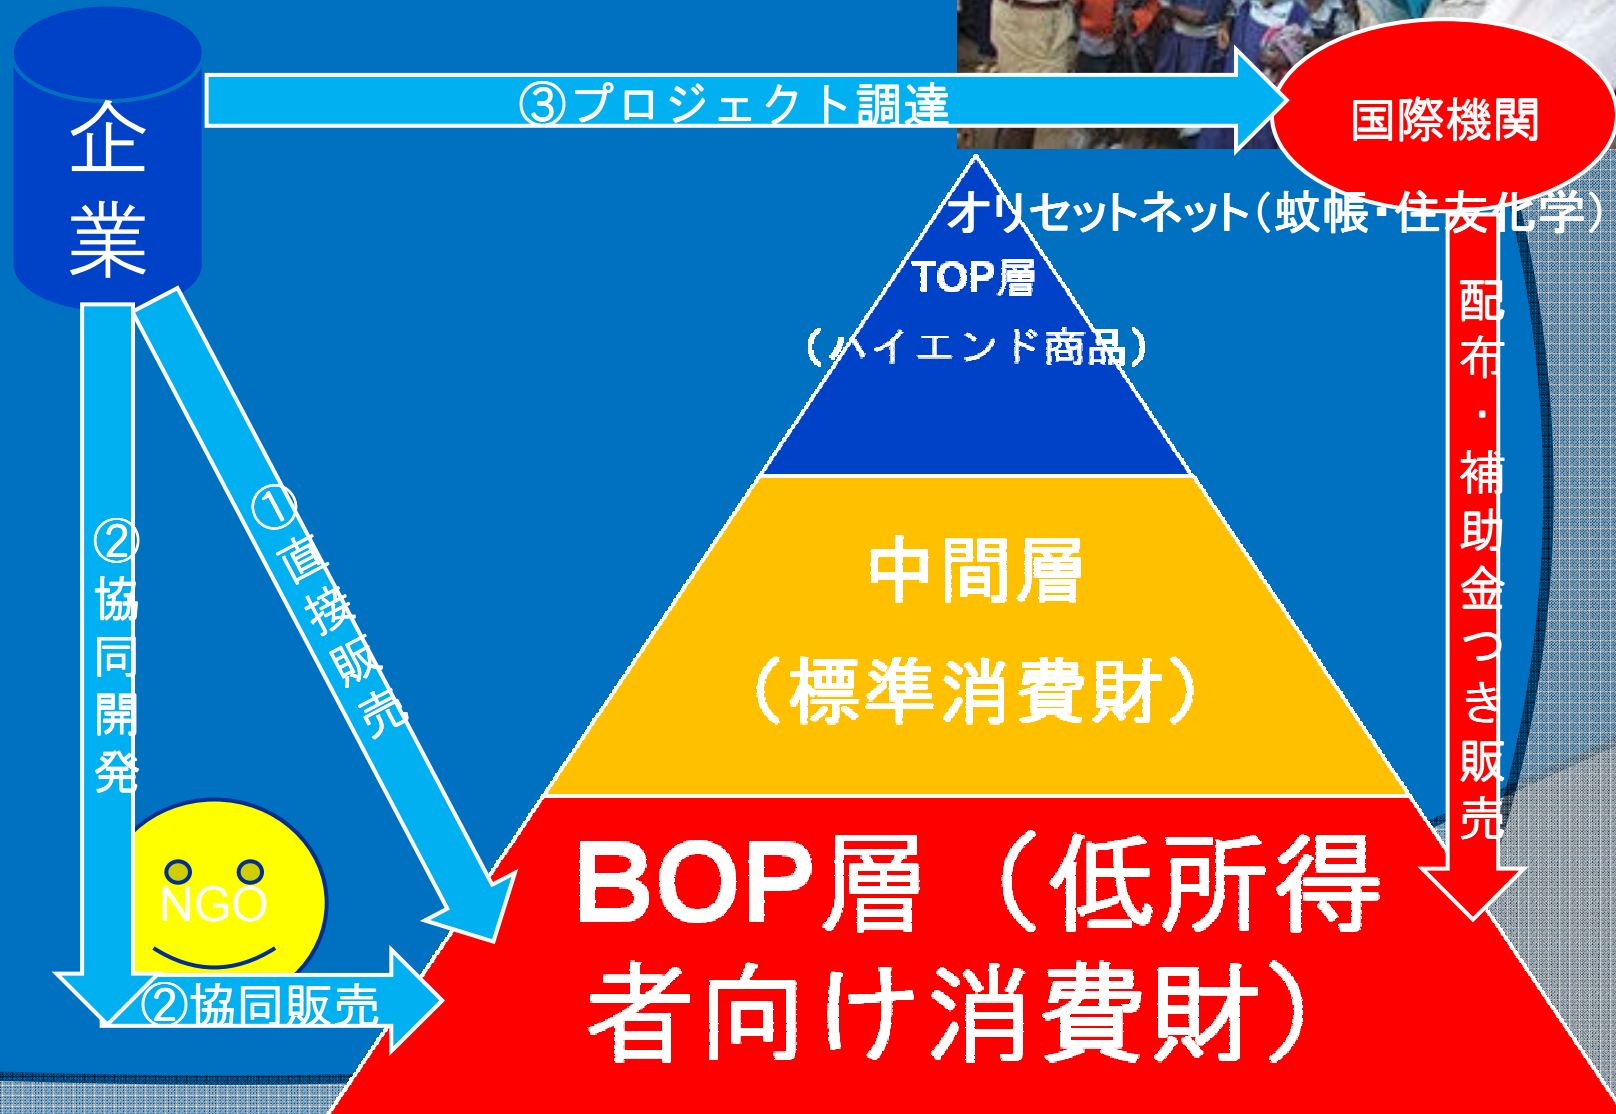 企
業
③プロジェクト調達
国際機関
オリセットネット（蚊帳・住友化学）
TOP層
（ハイエンド商品）
中間層
（標準消費財）
BOP層（低所得
者向け消費財）
①直接販売
②協同開発
NGO
②協同販売
配布・補助金つき販売